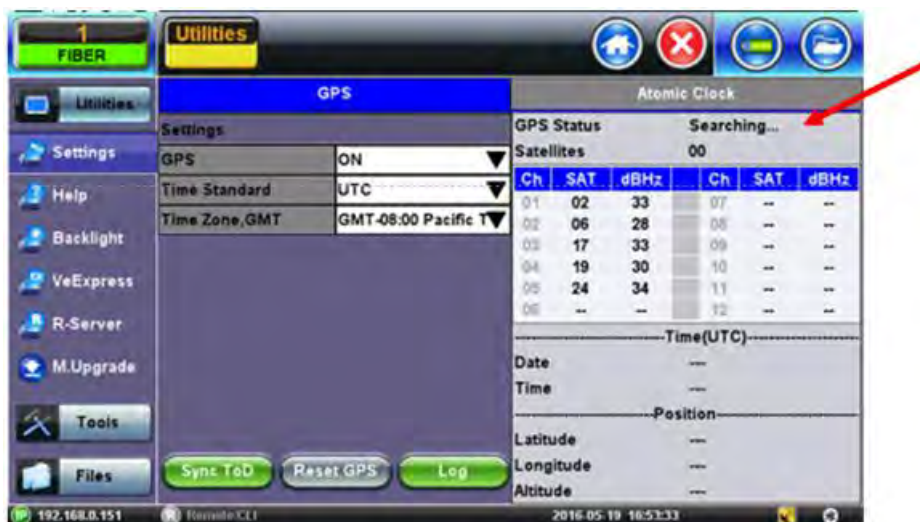 1
FIBER
Utilities
Utilities
Settings
Help
Backlight
VeExpress
R-Server
M.Upgrade
Tools
Files
GPS
Settings
GPS ON
Time Standard UTC
Time Zone,GMT GMT-08:00 Pacific T
Sync ToD Reset GPS Log
Atomic Clock
GPS Status Searching...
Satellites 00
Ch SAT dBHz Ch SAT dBHz
01 02 33 07 -- --
02 06 28 08 -- --
03 17 33 09 -- --
04 19 30 10 -- --
05 24 34 11 -- --
06 -- -- 12 -- --
Time(UTC)
Date ---
Time ---
Position
Latitude ---
Longitude ---
Altitude ---
IP 192.168.0.151 R Remote:CLI 2016-05-19 16:53:33